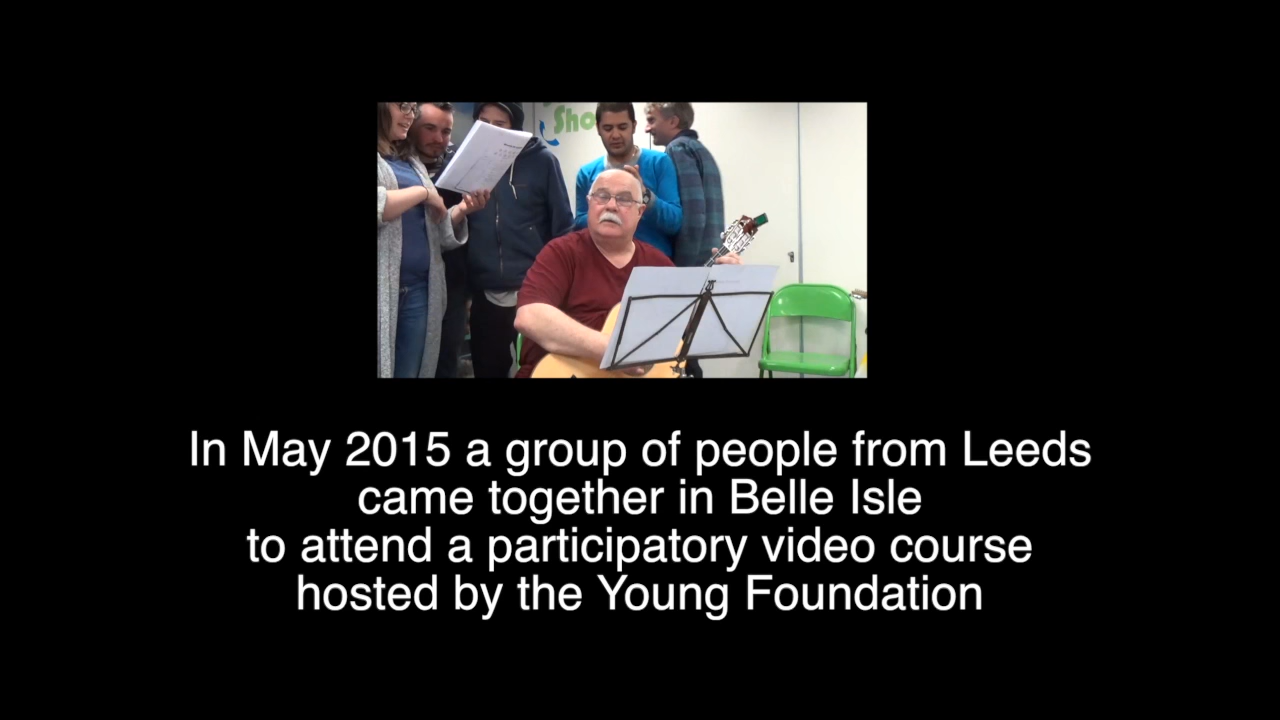 Sho
In May 2015 a group of people from Leeds
came together in Belle Isle
to attend a participatory video course
hosted by the Young Foundation